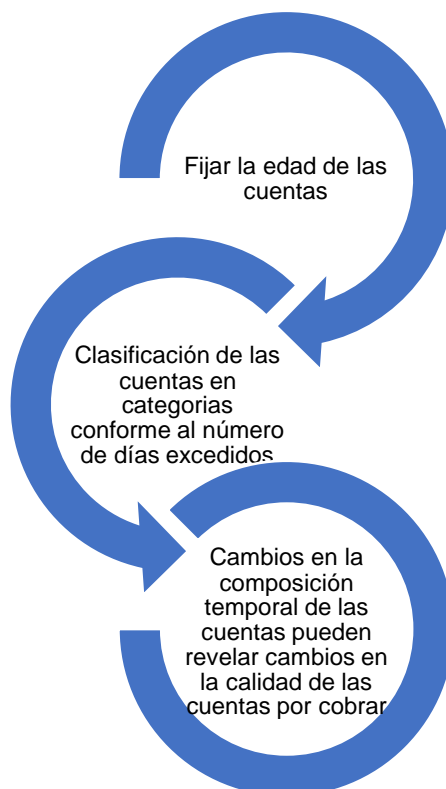 Fijar la edad de las
cuentas
Clasificación de las
cuentas en
categorias
conforme al número
de días excedidos
Cambios en la
composición
temporal de las
cuentas pueden
revelar cambios en
la calidad de las
cuentas por cobrar